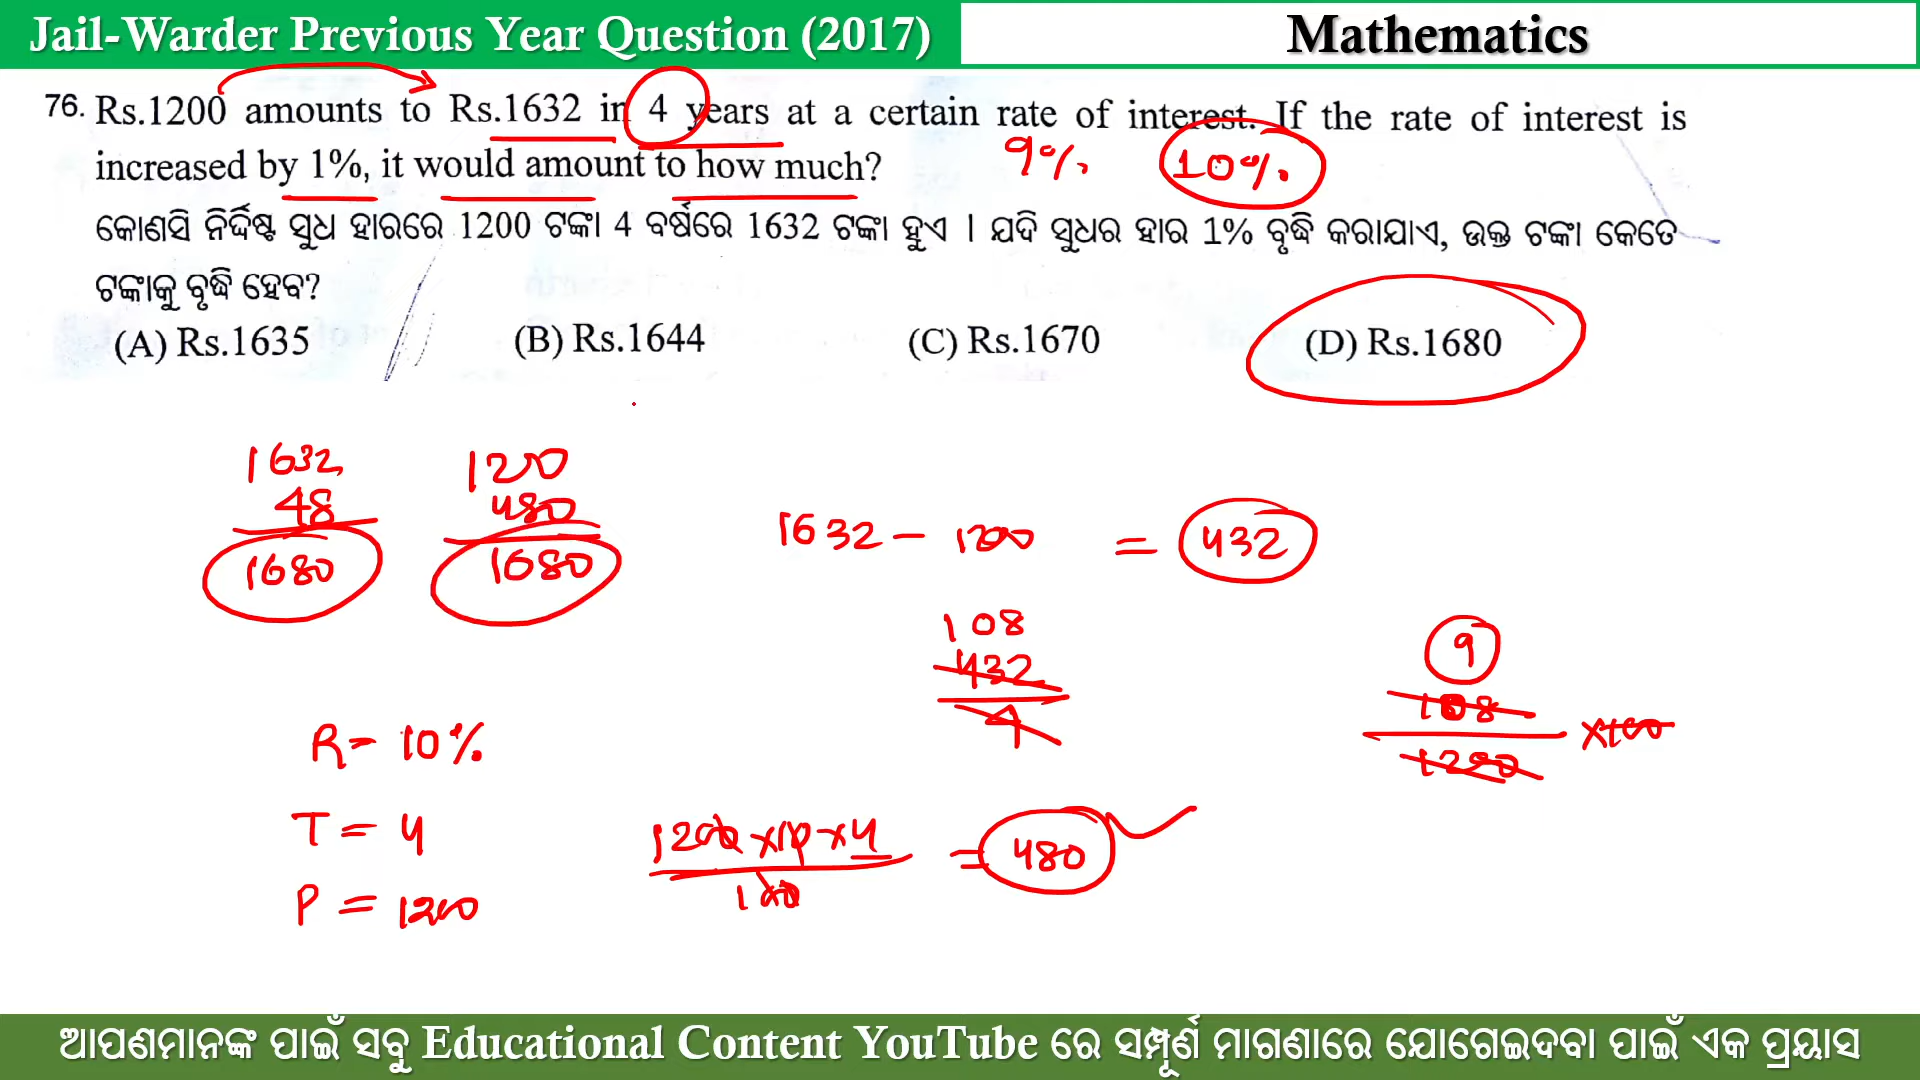 Jail-Warder Previous Year Question (2017)
Mathematics
76. Rs.1200 amounts to Rs.1632 in 4 years at a certain rate of interest. If the rate of interest is
increased by 1%, it would amount to how much?
9% 10%
କୋଣସି ନିର୍ଦ୍ଦିଷ୍ଟ ସୁଧ ହାରରେ 1200 ଟଙ୍କା 4 ବର୍ଷରେ 1632 ଟଙ୍କା ହୁଏ । ଯଦି ସୁଧର ହାର 1% ବୃଦ୍ଧି କରାଯାଏ, ଉକ୍ତ ଟଙ୍କା କେତେ
ଟଙ୍କାକୁ ବୃଦ୍ଧି ହେବ?
(A) Rs.1635 (B) Rs.1644 (C) Rs.1670 (D) Rs.1680
1632 1200
48 480
1680 1680
1632 - 1200 = 432
108
432
4
9
108
1200 ×100
R= 10%
T = 4
P = 1200
1200 ×10 ×4
100
= 480
ଆପଣମାନଙ୍କ ପାଇଁ ସବୁ Educational Content YouTube ରେ ସମ୍ପୂର୍ଣ ମାଗଣାରେ ଯୋଗେଇଦବା ପାଇଁ ଏକ ପ୍ରୟାସ